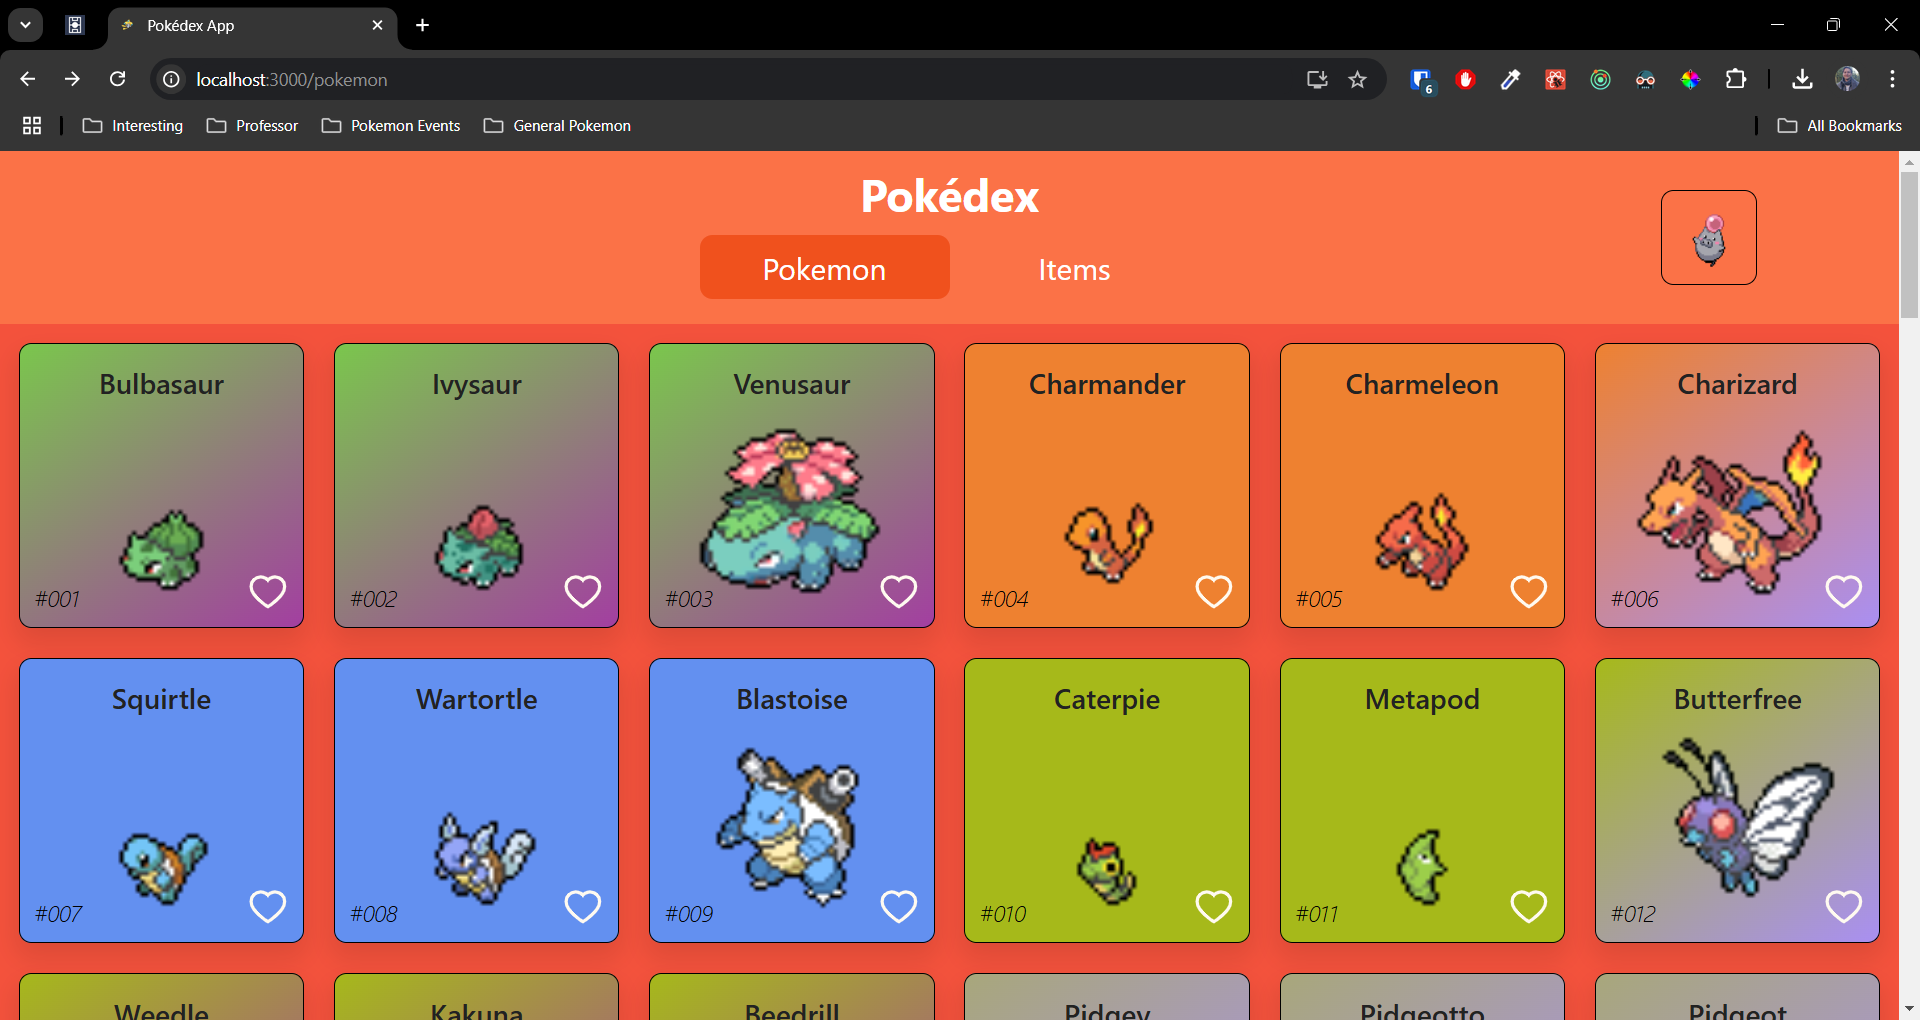 Pokédex App
localhost:3000/pokemon
6
Interesting
Professor
Pokemon Events
General Pokemon
All Bookmarks
Pokédex
Pokemon
Items
Bulbasaur
Ivysaur
Venusaur
Charmander
Charmeleon
Charizard
#001
#002
#003
#004
#005
#006
Squirtle
Wartortle
Blastoise
Caterpie
Metapod
Butterfree
#007
#008
#009
#010
#011
#012
Weedle
Kakuna
Beedrill
Pidgey
Pidgeotto
Pidgeot